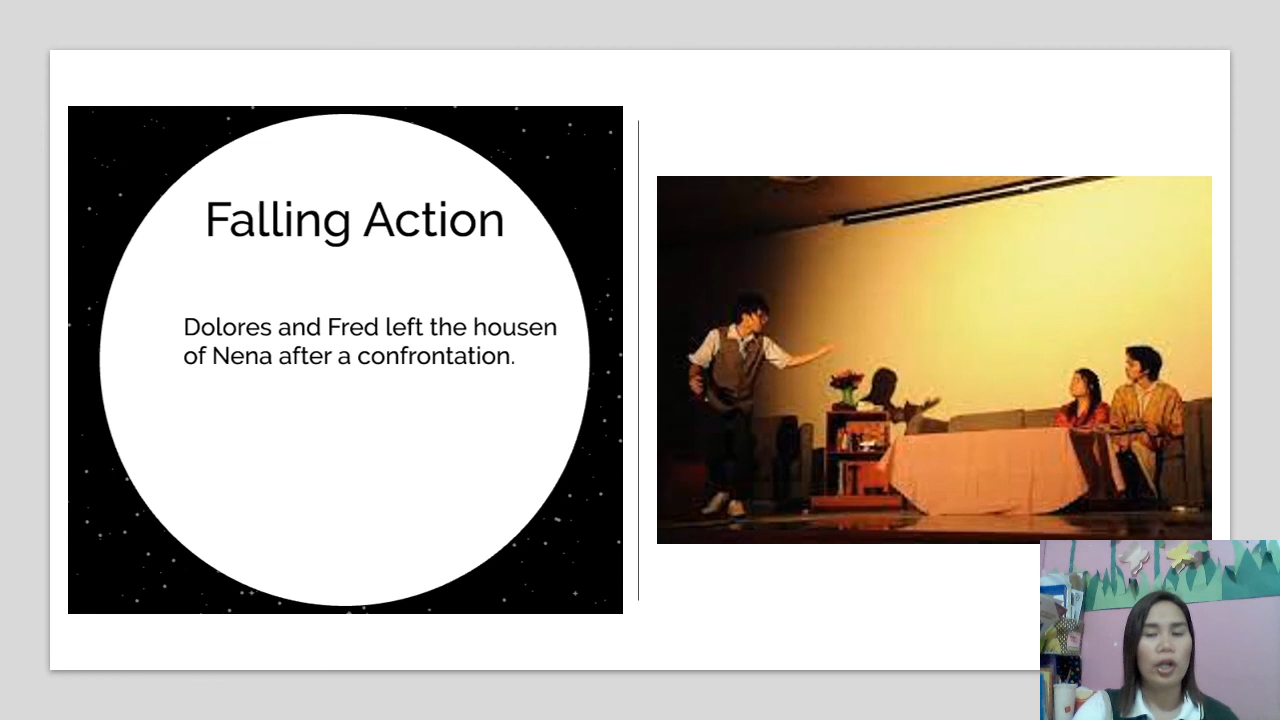 Falling Action
Dolores and Fred left the housen
of Nena after a confrontation.